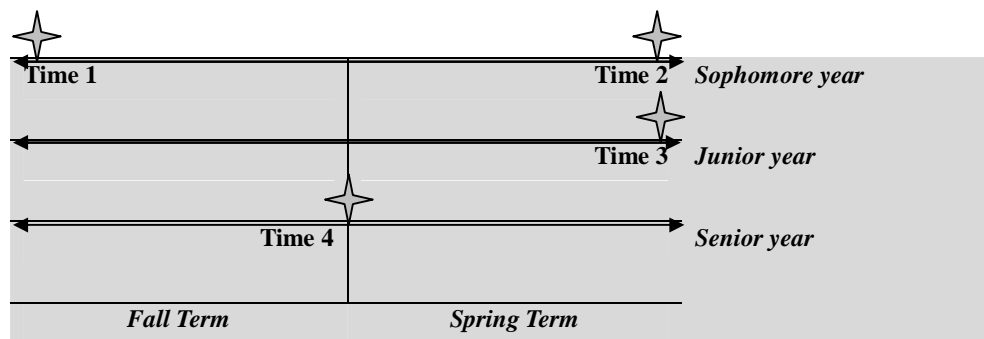 Time 1 Time 2 Sophomore year
Time 3 Junior year
Time 4 Senior year
Fall Term Spring Term